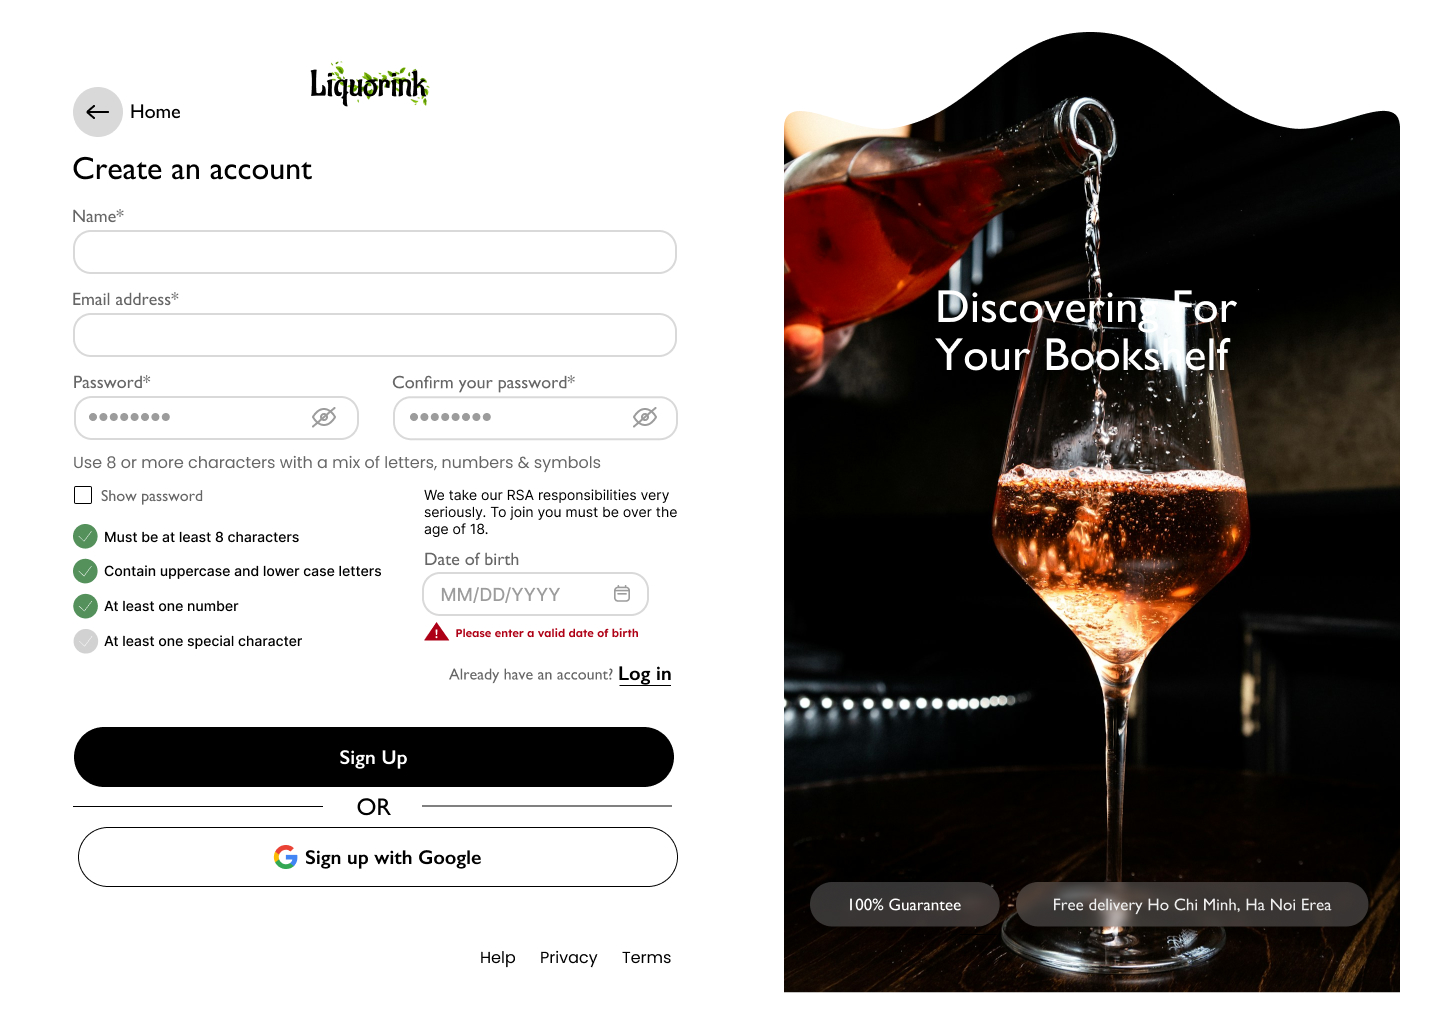 Liquorink
Home
Create an account
Name*
Email address*
Password*
Confirm your password*
Use 8 or more characters with a mix of letters, numbers & symbols
Show password
Must be at least 8 characters
Contain uppercase and lower case letters
At least one number
At least one special character
We take our RSA responsibilities very
seriously. To join you must be over the
age of 18.
Date of birth
MM/DD/YYYY
Please enter a valid date of birth
Already have an account? Log in
Sign Up
OR
Sign up with Google
Help Privacy Terms
Discovering For
Your Bookshelf
100% Guarantee
Free delivery Ho Chi Minh, Ha Noi Erea